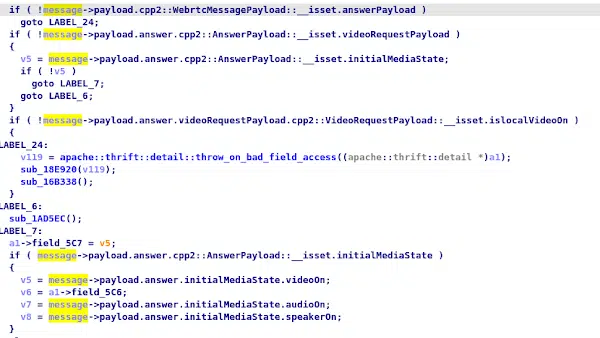 if ( !message->payload.cpp2::WebrtcMessagePayload::__isset.answerPayload )
goto LABEL_24;
if ( !message->payload.answer.cpp2::AnswerPayload::__isset.videoRequestPayload )
{
v5 = message->payload.answer.cpp2::AnswerPayload::__isset.initialMediaState;
if ( !v5 )
goto LABEL_7;
goto LABEL_6;
}
if ( !message->payload.answer.videoRequestPayload.cpp2::VideoRequestPayload::__isset.islocalVideoOn )
{
LABEL_24:
v119 = apache::thrift::detail::throw_on_bad_field_access((apache::thrift::detail *)a1);
sub_18E920(v119);
sub_16B338();
}
LABEL_6:
sub_1AD5EC();
LABEL_7:
a1->field_5C7 = v5;
if ( message->payload.answer.cpp2::AnswerPayload::__isset.initialMediaState )
{
v5 = message->payload.answer.initialMediaState.videoOn;
v6 = a1->field_5C6;
v7 = message->payload.answer.initialMediaState.audioOn;
v8 = message->payload.answer.initialMediaState.speakerOn;
}